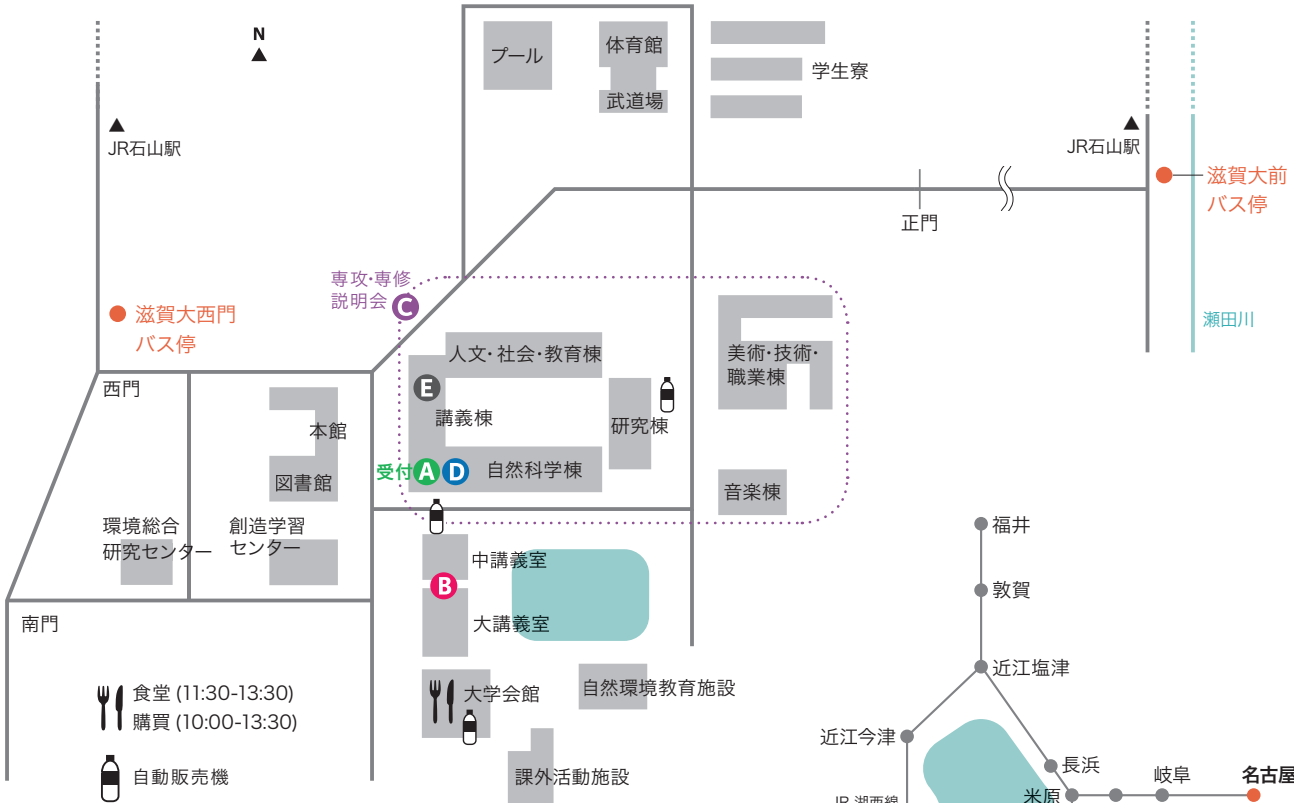 N
プール
体育館
武道場
学生寮
JR石山駅
JR石山駅
滋賀大前
バス停
正門
専攻・専修
説明会
C
滋賀大西門
バス停
瀬田川
人文・社会・教育棟
美術・技術・
職業棟
西門
E
講義棟
研究棟
本館
受付
A
D
自然科学棟
図書館
音楽棟
環境総合
研究センター
創造学習
センター
福井
中講義室
B
敦賀
大講義室
南門
近江塩津
食堂 (11:30-13:30)
購買 (10:00-13:30)
大学会館
自然環境教育施設
近江今津
長浜
自動販売機
課外活動施設
岐阜
名古屋
米原
JR 湖西線